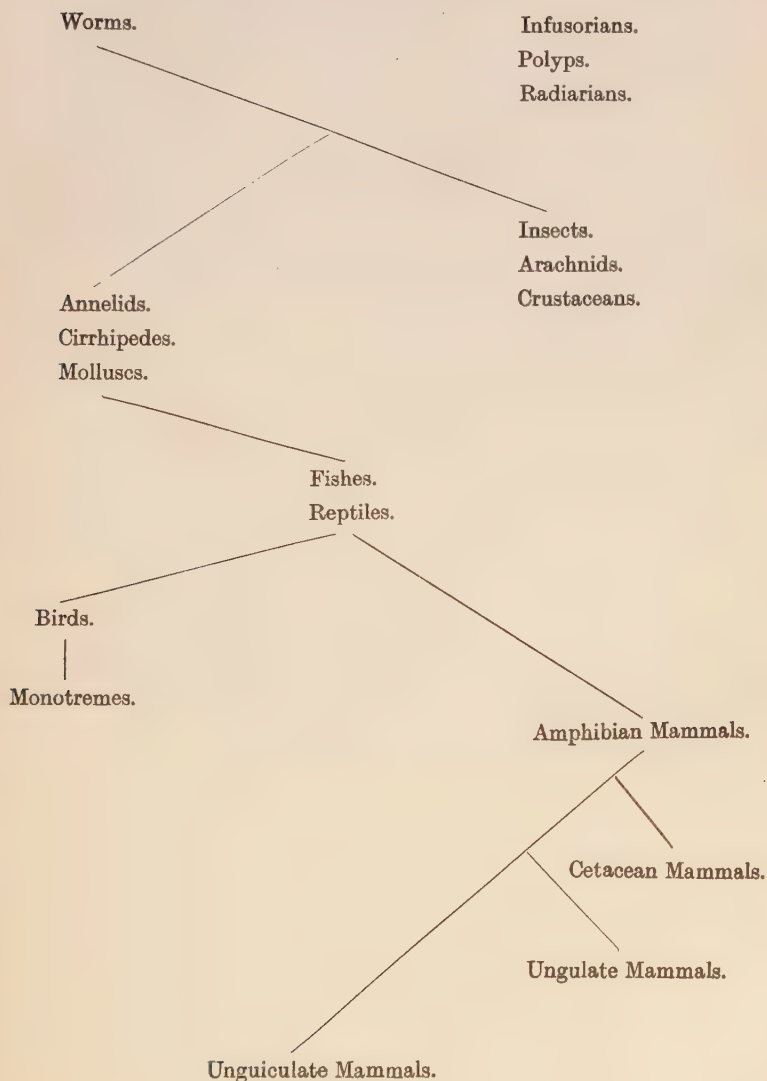 Worms.
Infusorians.
Polyps.
Radiarians.
Insects.
Arachnids.
Crustaceans.
Annelids.
Cirrhipedes.
Molluscs.
Fishes.
Reptiles.
Birds.
Monotremes.
Amphibian Mammals.
Cetacean Mammals.
Ungulate Mammals.
Unguiculate Mammals.